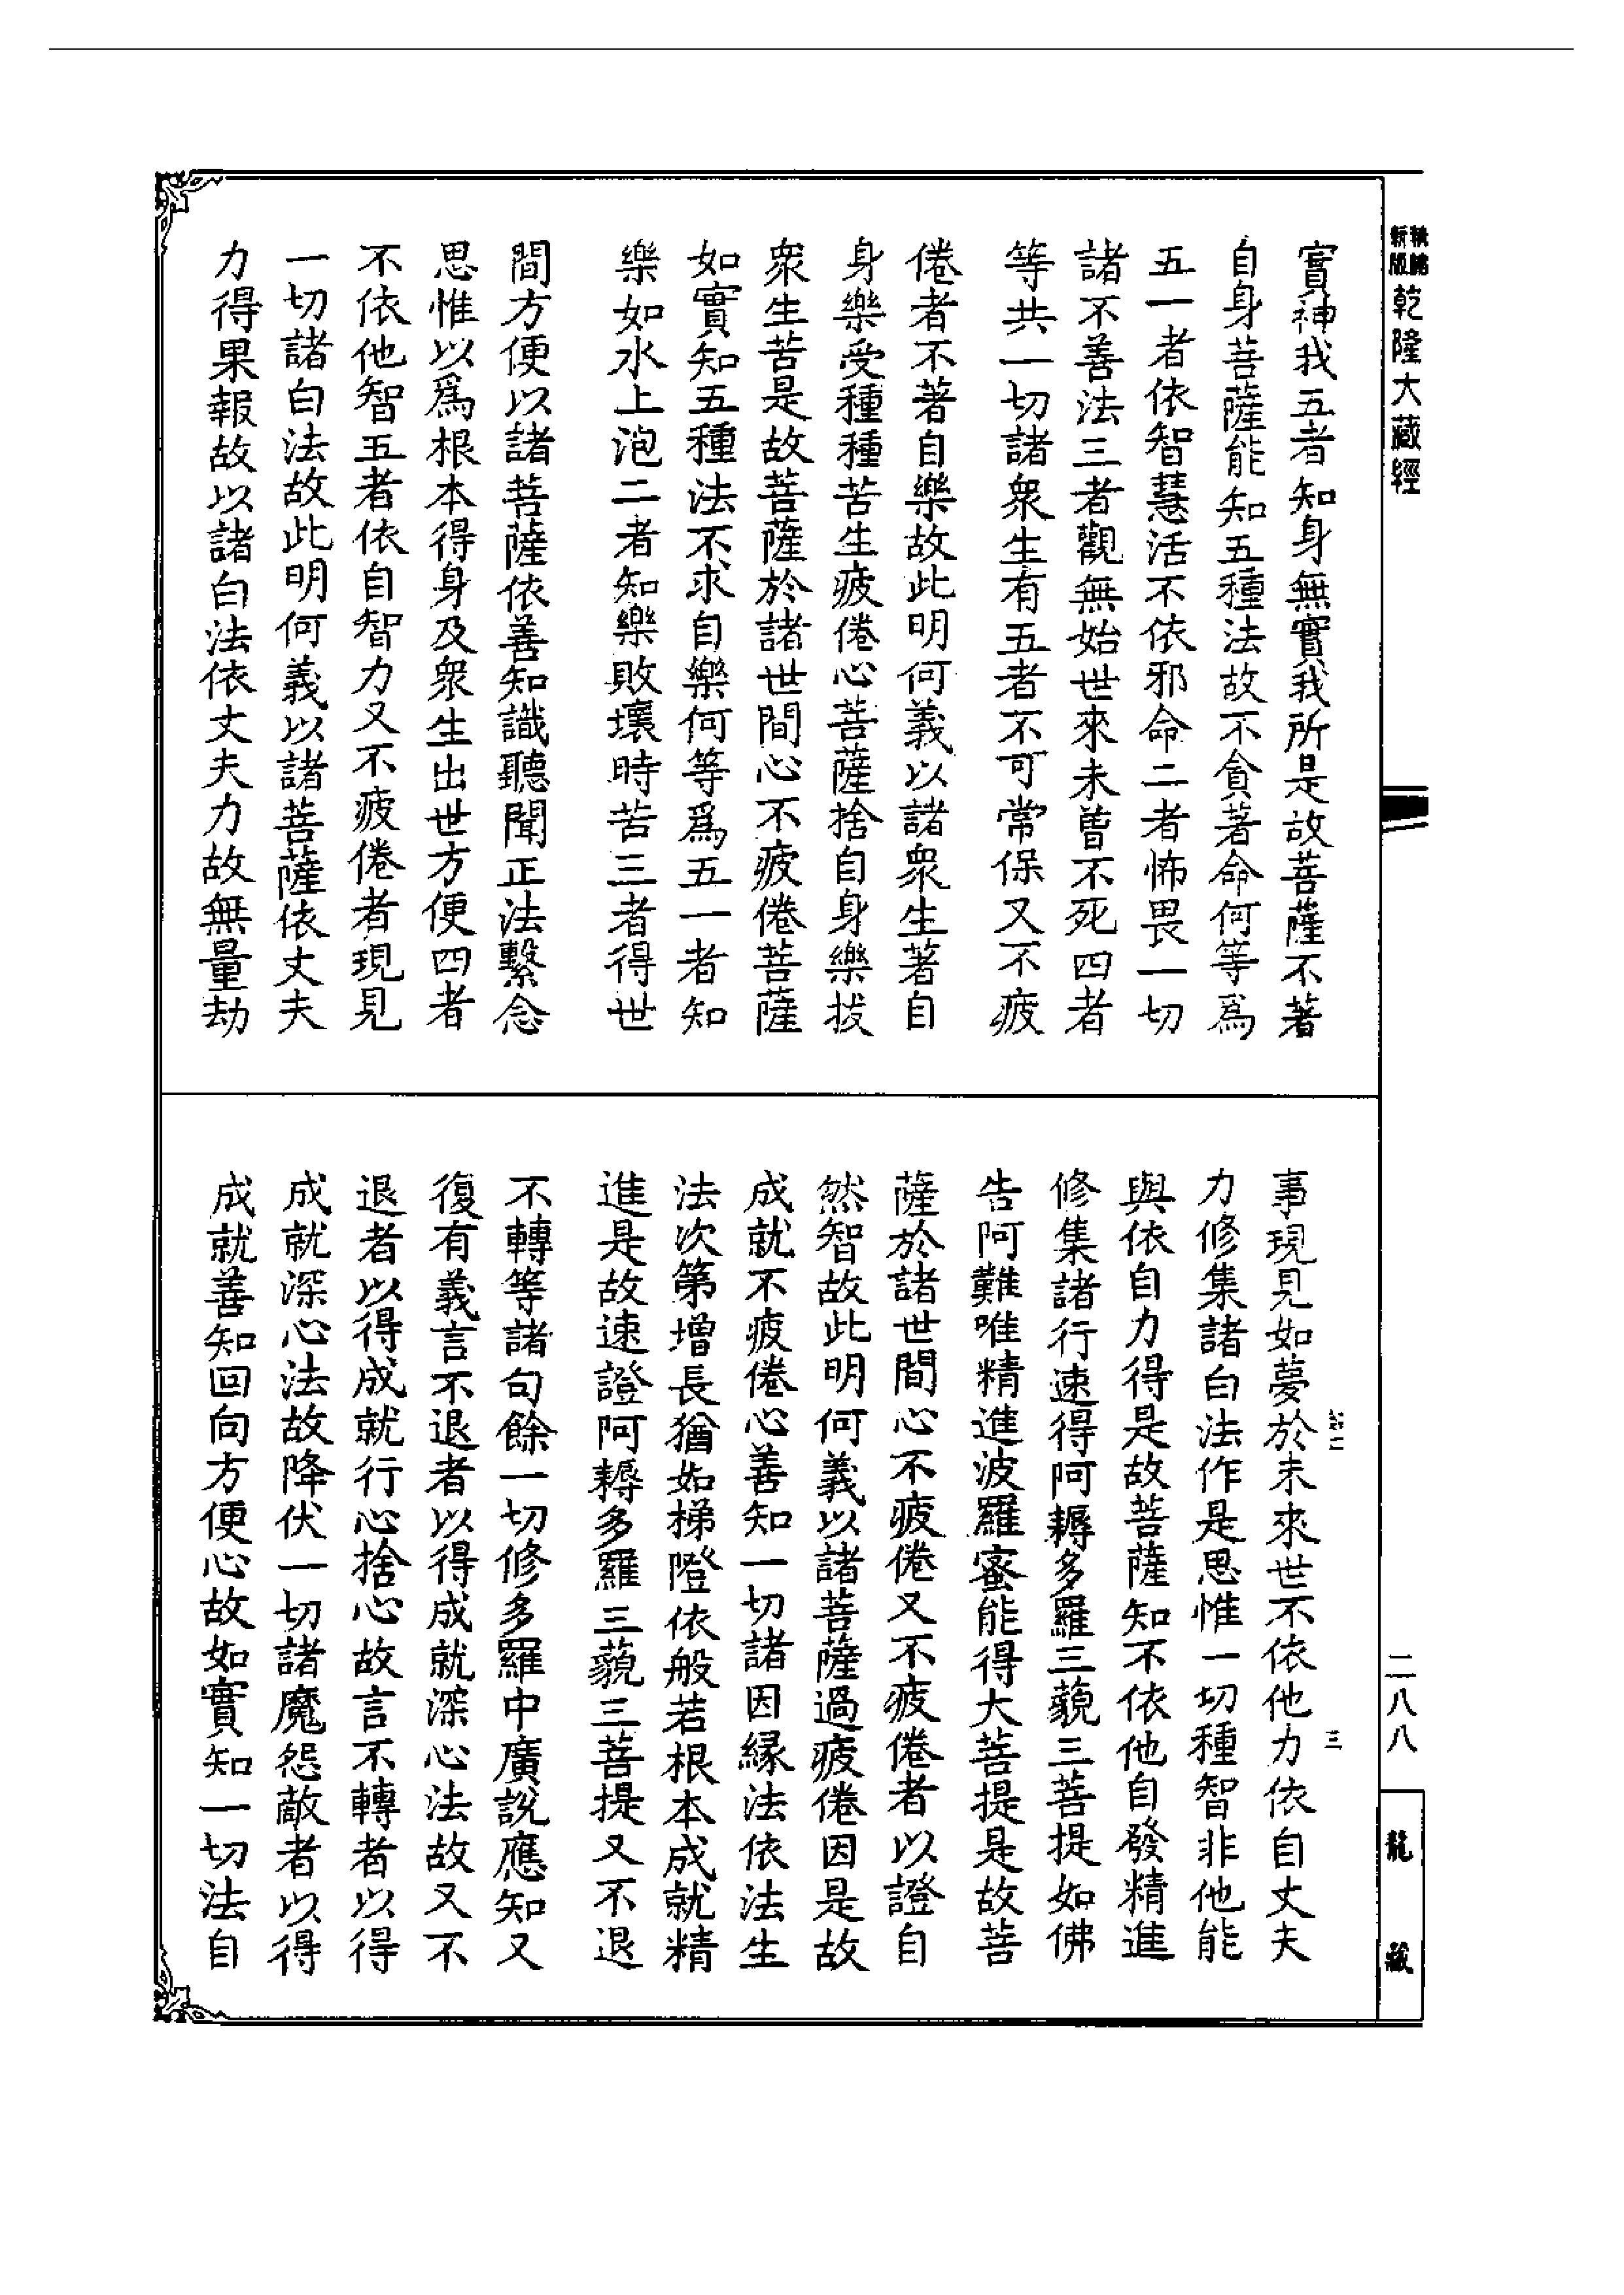 新版
乾隆大藏經
實神我五者知身無實我所是故菩薩不著
自身菩薩能知五種法故不貪著命何等爲
五一者依智慧活不依邪命二者怖畏一切
諸不善法三者觀無始世來未曾不死四者
等共一切諸衆生有五者不可常保又不疲
倦者不著自樂故此明何義以諸衆生著自
身樂受種種苦生疲倦心菩薩捨自身樂拔
衆生苦是故菩薩於諸世間心不疲倦菩薩
如實知五種法不求自樂何等爲五一者知
樂如水上泡二者知樂敗壞時苦三者得世
間方便以諸菩薩依善知識聽聞正法繫念
思惟以爲根本得身及衆生出世方便四者
不依他智五者依自智力又不疲倦者現見
一切諸白法故此明何義以諸菩薩依丈夫
力得果報故以諸白法依丈夫力故無量劫
事現見如夢於未來世不依他力依自丈夫
力修集諸白法作是思惟一切種智非他能
與依自力得是故菩薩知不依他自發精進
修集諸行速得阿耨多羅三藐三菩提如佛
告阿難唯精進波羅蜜能得大菩提是故菩
薩於諸世間心不疲倦又不疲倦者以證自
然智故此明何義以諸菩薩過疲倦因是故
成就不疲倦心善知一切諸因緣法依法生
法次第增長猶如梯隥依般若根本成就精
進是故速證阿耨多羅三藐三菩提又不退
不轉等諸句餘一切修多羅中廣說應知又
復有義言不退者以得成就深心法故又不
退者以得成就行心捨心故言不轉者以得
成就深心法故降伏一切諸魔怨敵者以得
成就善知回向方便心故如實知一切法自
三
二八八
龍藏